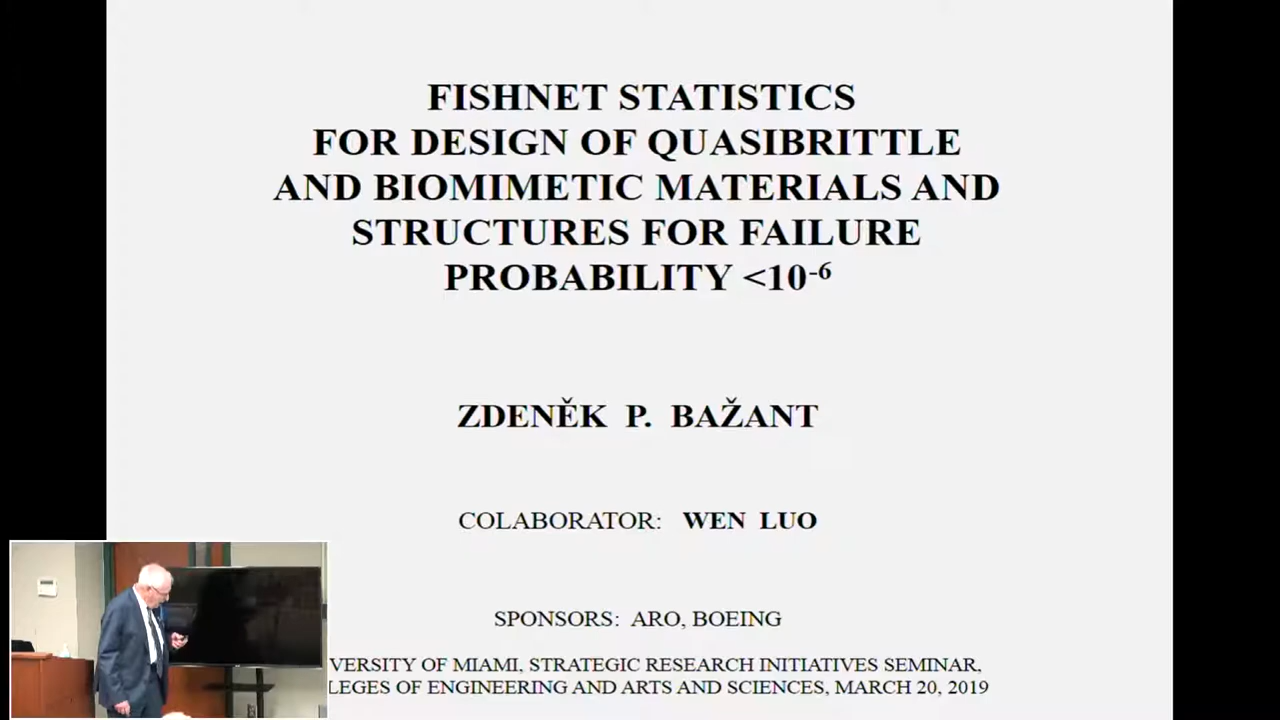 FISHNET STATISTICS
FOR DESIGN OF QUASIBRITTLE
AND BIOMIMETIC MATERIALS AND
STRUCTURES FOR FAILURE
PROBABILITY <10⁻⁶
ZDENĚK P. BAŽANT
COLABORATOR: WEN LUO
SPONSORS: ARO, BOEING
VERSITY OF MIAMI, STRATEGIC RESEARCH INITIATIVES SEMINAR,
LEGES OF ENGINEERING AND ARTS AND SCIENCES, MARCH 20, 2019